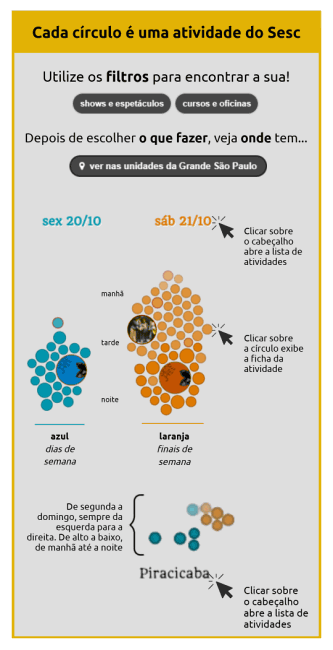 Cada círculo é uma atividade do Sesc
Utilize os filtros para encontrar a sua!
shows e espetáculos
cursos e oficinas
Depois de escolher o que fazer, veja onde tem...
ver nas unidades da Grande São Paulo
sex 20/10
sáb 21/10
Clicar sobre
o cabeçalho
abre a lista de
atividades
manhã
tarde
noite
Clicar sobre
a círculo exibe
a ficha da
atividade
azul
dias de
semana
laranja
finais de
semana
De segunda a
domingo, sempre da
esquerda para a
direita. De alto a baixo,
de manhã até a noite
Piracicaba
Clicar sobre
o cabeçalho
abre a lista de
atividades